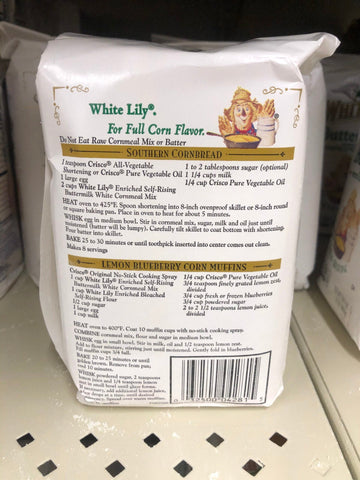 White Lily®.
For Full Corn Flavor.
Do Not Eat Raw Cornmeal Mix or Batter
SOUTHERN CORNBREAD
1 teaspoon Crisco® All-Vegetable
Shortening or Crisco® Pure Vegetable Oil
1 large egg
2 cups White Lily® Enriched Self-Rising
Buttermilk White Cornmeal Mix
1 to 2 tablespoons sugar (optional)
1 1/4 cups milk
1/4 cup Crisco® Pure Vegetable Oil
HEAT oven to 425°F. Spoon shortening into 8-inch ovenproof skillet or 8-inch round
or square baking pan. Place in oven to heat for about 5 minutes.
WHISK egg in medium bowl. Stir in cornmeal mix, sugar, milk and oil just until
moistened (batter will be lumpy). Carefully tilt skillet to coat bottom with shortening.
Pour batter into skillet.
BAKE 25 to 30 minutes or until toothpick inserted into center comes out clean.
Makes 8 servings
LEMON BLUEBERRY CORN MUFFINS
Crisco® Original No-Stick Cooking Spray
1 cup White Lily® Enriched Self-Rising
Buttermilk White Cornmeal Mix
1 cup White Lily® Enriched Bleached
Self-Rising Flour
1/2 cup sugar
1 large egg
1 cup milk
1/4 cup Crisco® Pure Vegetable Oil
3/4 teaspoon finely grated lemon zest,
divided
3/4 cup fresh or frozen blueberries
3/4 cup powdered sugar
2 to 2 1/2 teaspoons lemon juice,
divided
HEAT oven to 400°F. Coat 10 muffin cups with no-stick cooking spray.
COMBINE cornmeal mix, flour and sugar in medium bowl.
WHISK egg in small bowl. Stir in milk, oil and 1/2 teaspoon lemon zest.
Add to flour mixture, stirring just until moistened. Gently fold in blueberries.
Fill muffin cups 3/4 full.
BAKE 20 to 25 minutes or until
golden brown. Remove from pan;
cool 10 minutes.
WHISK powdered sugar, 2 teaspoons
lemon juice and 1/4 teaspoon lemon
zest in small bowl until glaze forms.
If necessary, add additional lemon juice,
a few drops at a time, until desired
consistency. Spread over warm muffins.
0 12500 04281 5